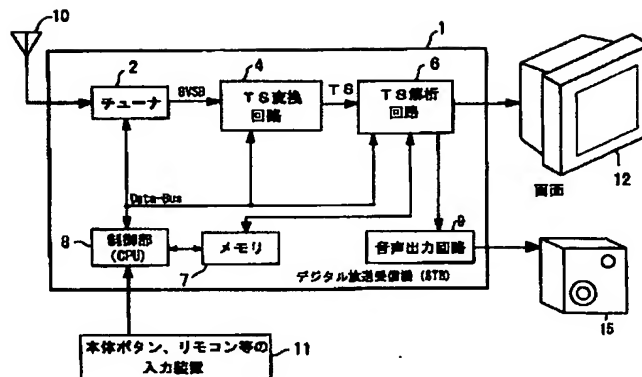 10
1
2
4
6
チューナ
8VSB
TS変換
回路
TS
TS解析
回路
12
画面
Data-Bus
8
制御部
(CPU)
メモリ
7
9
音声出力回路
デジタル放送受信機 (STB)
15
本体ボタン、リモコン等の
入力装置
11